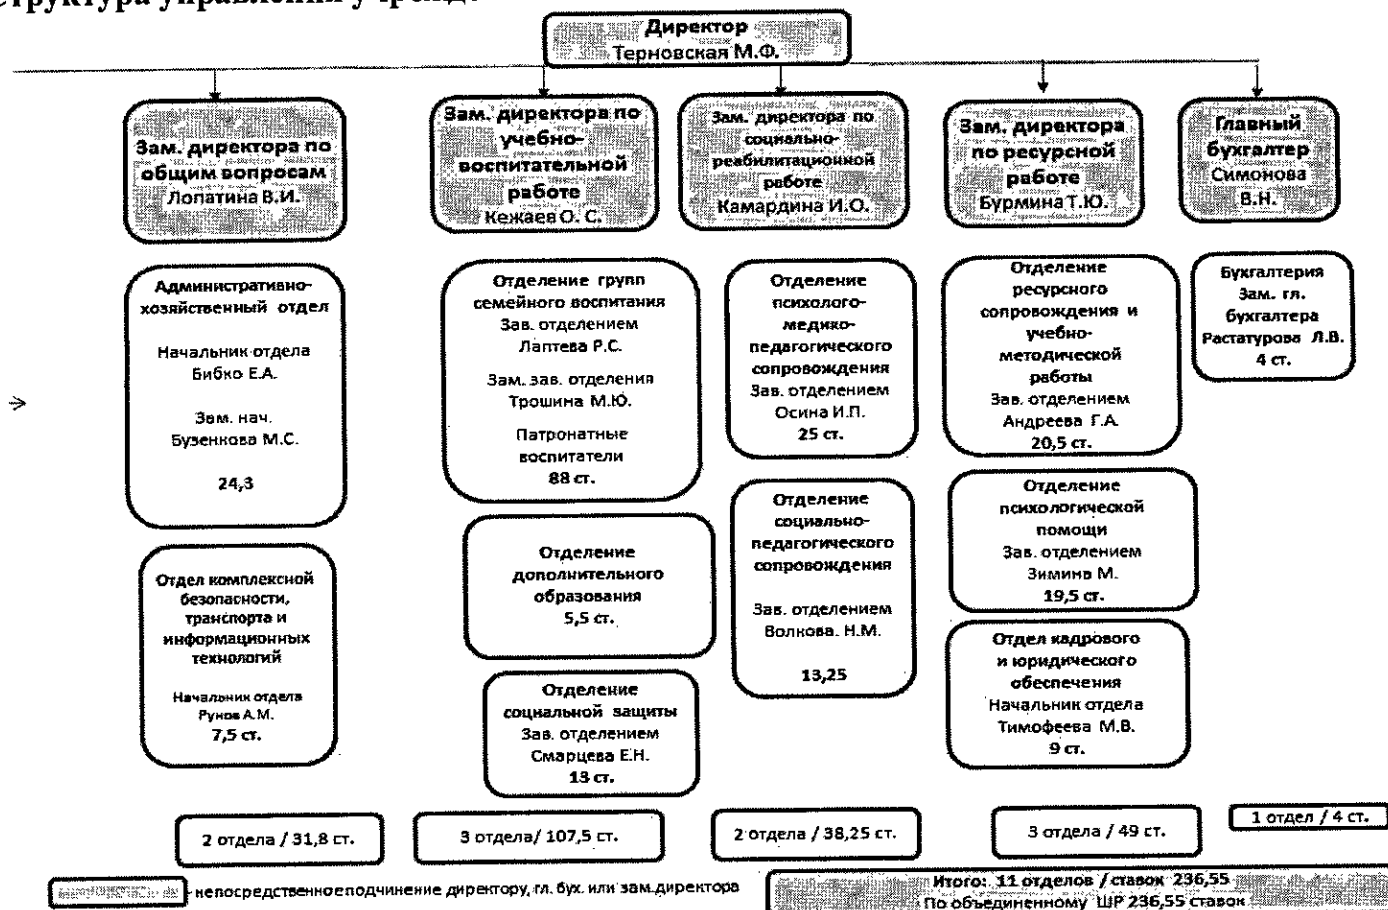 Структура управления учрежде
Директор
Терновская М.Ф.
Зам. директора по
общим вопросам
Лопатина В.И.
Зам. директора по
учебно-
воспитательной
работе
Кежаев О. С.
Зам. директора по
социально-
реабилитационной
работе
Камардина И.О.
Зам. директора
по ресурсной
работе
Бурмина Т.Ю.
Главный
бухгалтер
Симонова
В.Н.
Административно-
хозяйственный отдел
Начальник отдела
Бибко Е.А.
Зам. нач.
Бузенкова М.С.
24,3
Отделение групп
семейного воспитания
Зав. отделением
Лаптева Р.С.
Зам. зав. отделения
Трошина М.Ю.
Патронатные
воспитатели
88 ст.
Отделение
психолого-
медико-
педагогического
сопровождения
Зав. отделением
Осина И.П.
25 ст.
Отделение
ресурсного
сопровождения и
учебно-
методической
работы
Зав. отделением
Андреева Г.А
20,5 ст.
Бухгалтерия
Зам. гл.
бухгалтера
Растатурова Л.В.
4 ст.
Отдел комплексной
безопасности,
транспорта и
информационных
технологий
Начальник отдела
Рунов А.М.
7,5 ст.
Отделение
дополнительного
образования
5,5 ст.
Отделение
социальной защиты
Зав. отделением
Смарцева Е.Н.
13 ст.
Отделение
социально-
педагогического
сопровождения
Зав. отделением
Волкова. Н.М.
13,25
Отделение
психологической
помощи
Зав. отделением
Зимина М.
19,5 ст.
Отдел кадрового
и юридического
обеспечения
Начальник отдела
Тимофеева М.В.
9 ст.
2 отдела / 31,8 ст.
3 отдела/ 107,5 ст.
2 отдела / 38,25 ст.
3 отдела / 49 ст.
1 отдел / 4 ст.
- непосредственное подчинение директору, гл. бух. или зам.директора
Итого: 11 отделов / ставок 236,55
По объединенному ШР 236,55 ставок